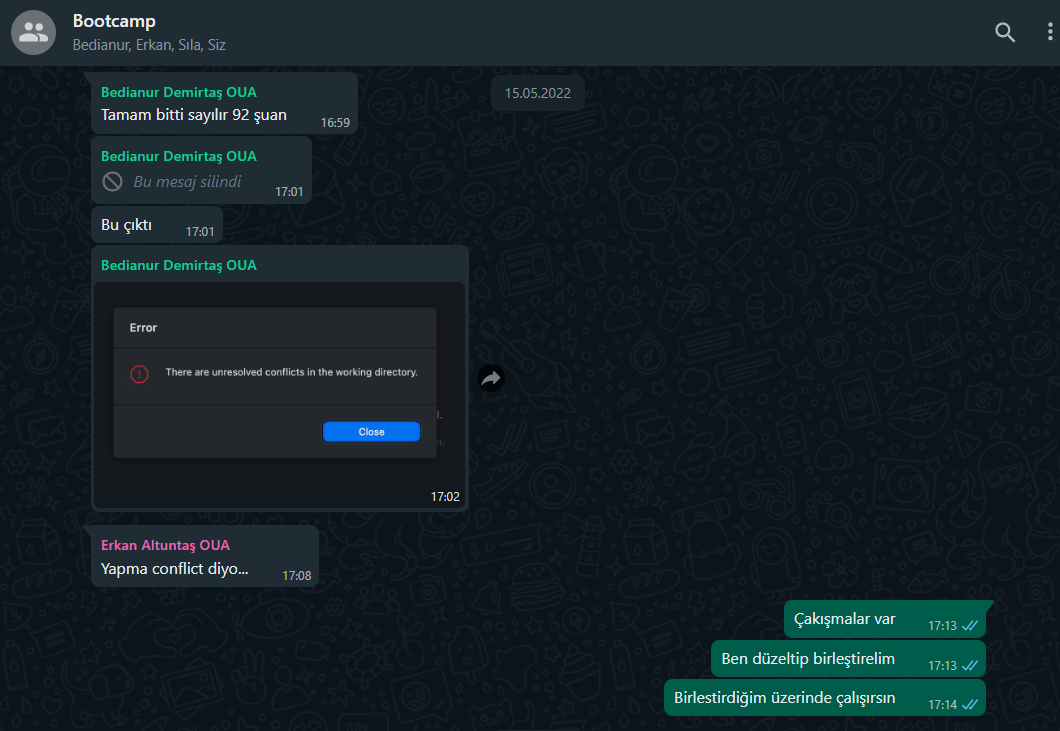 Bootcamp
Bedianur, Erkan, Sıla, Siz
15.05.2022
Bedianur Demirtaş OUA
Tamam bitti sayılır 92 şuan
16:59
Bedianur Demirtaş OUA
Bu mesaj silindi
17:01
Bu çıktı
17:01
Bedianur Demirtaş OUA
Error
There are unresolved conflicts in the working directory.
Close
17:02
Erkan Altuntaş OUA
Yapma conflict diyo...
17:08
Çakışmalar var
17:13
Ben düzeltip birleştirelim
17:13
Birlestirdiğim üzerinde çalışırsın
17:14